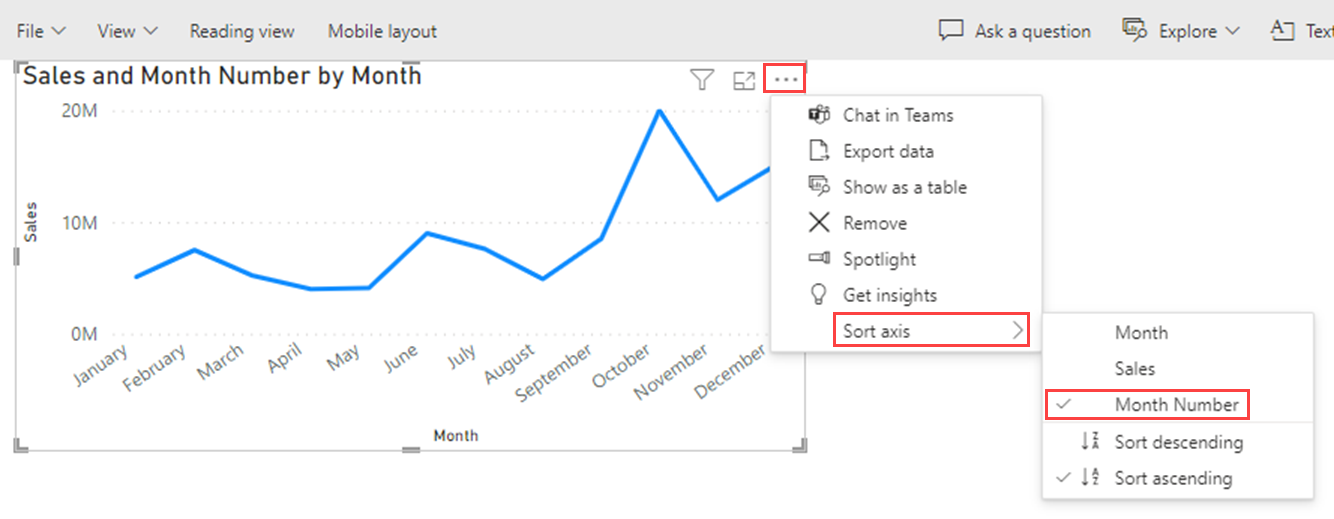 File View Reading view Mobile layout Ask a question Explore Text
Sales and Month Number by Month
20M
10M
0M
Sales
January February March April May June July August September October November December
Month
Chat in Teams
Export data
Show as a table
Remove
Spotlight
Get insights
Sort axis
Month
Sales
Month Number
Sort descending
Sort ascending